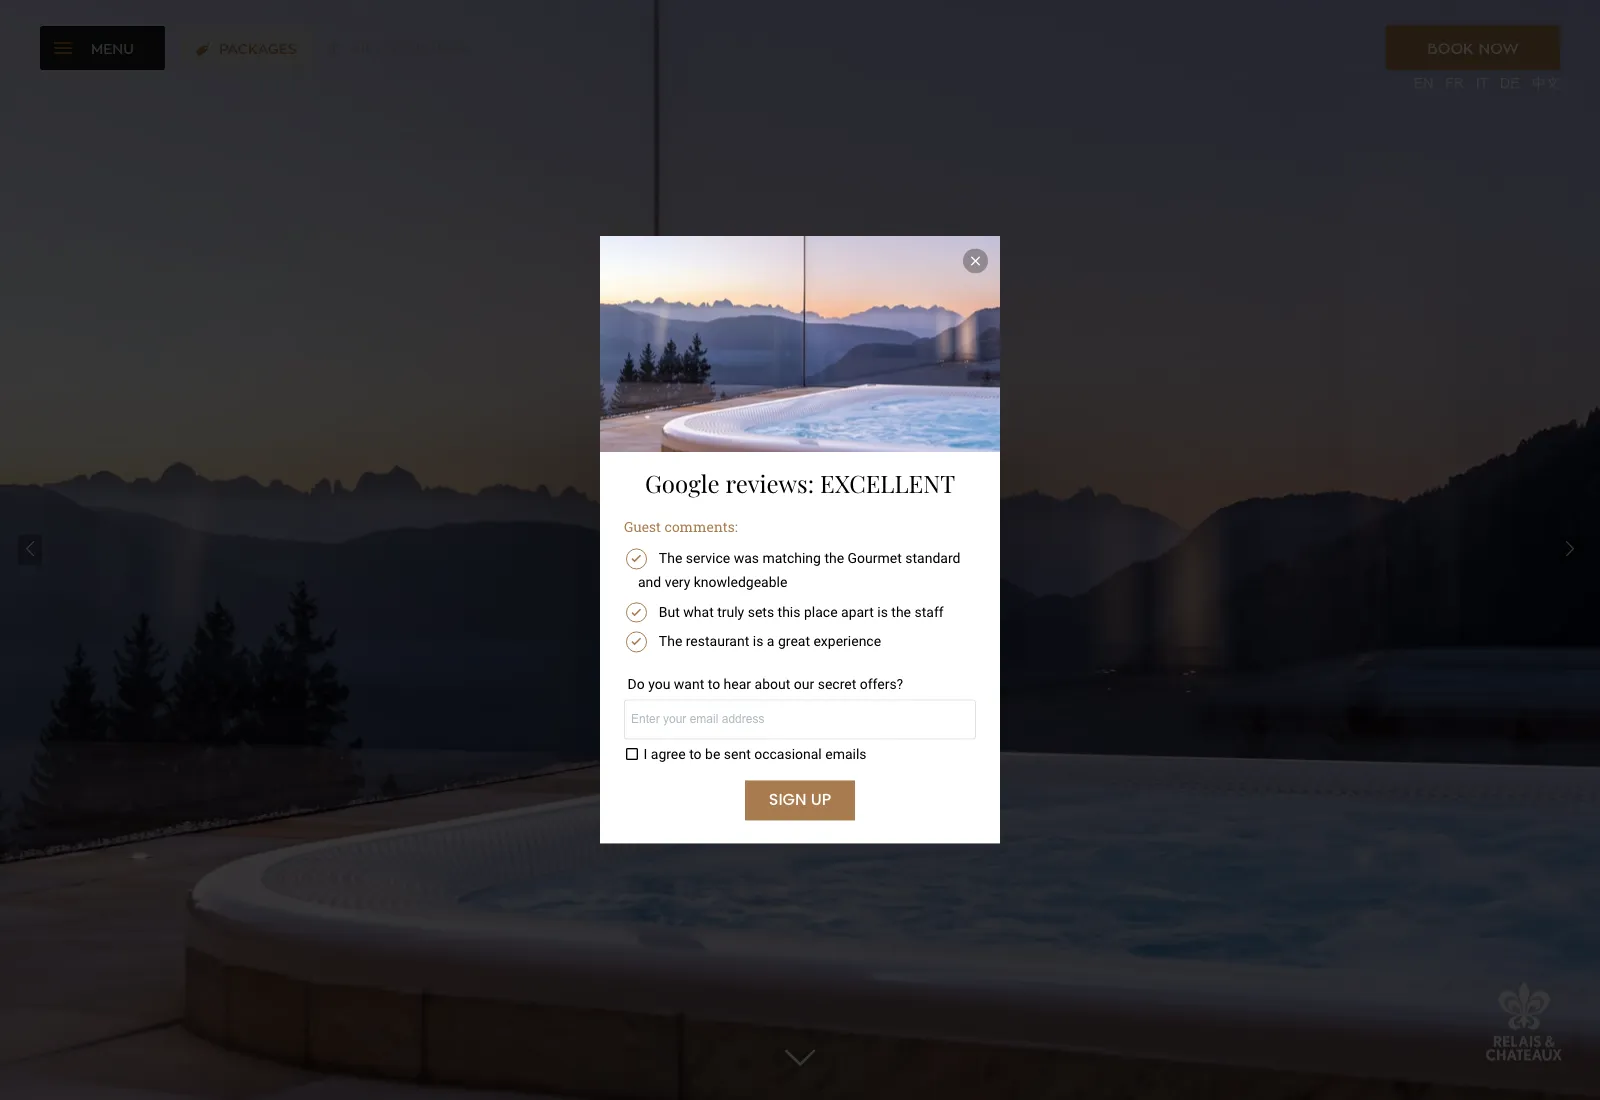 MENU
PACKAGES
BOOK NOW
EN FR IT DE 中文
Google reviews: EXCELLENT
Guest comments:
The service was matching the Gourmet standard
and very knowledgeable
But what truly sets this place apart is the staff
The restaurant is a great experience
Do you want to hear about our secret offers?
Enter your email address
I agree to be sent occasional emails
SIGN UP
RELAIS &
CHATEAUX